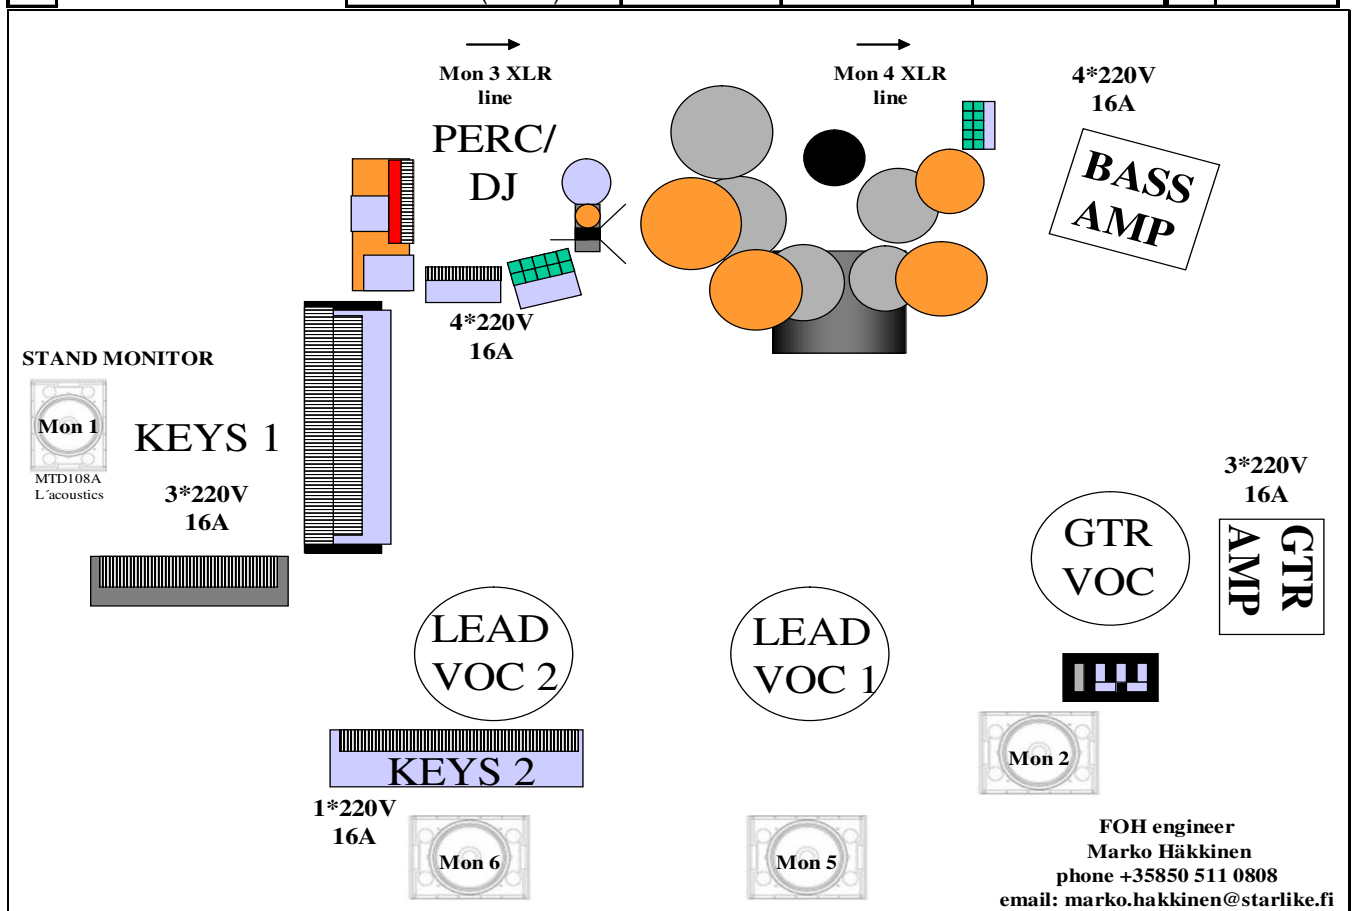 Mon 3 XLR
line
Mon 4 XLR
line
4*220V
16A
PERC/
DJ
BASS
AMP
4*220V
16A
STAND MONITOR
Mon 1
MTD108A
L´acoustics
KEYS 1
3*220V
16A
3*220V
16A
GTR
VOC
GTR
AMP
LEAD
VOC 2
LEAD
VOC 1
KEYS 2
1*220V
16A
Mon 2
Mon 6
Mon 5
FOH engineer
Marko Häkkinen
phone +35850 511 0808
email: marko.hakkinen@starlike.fi